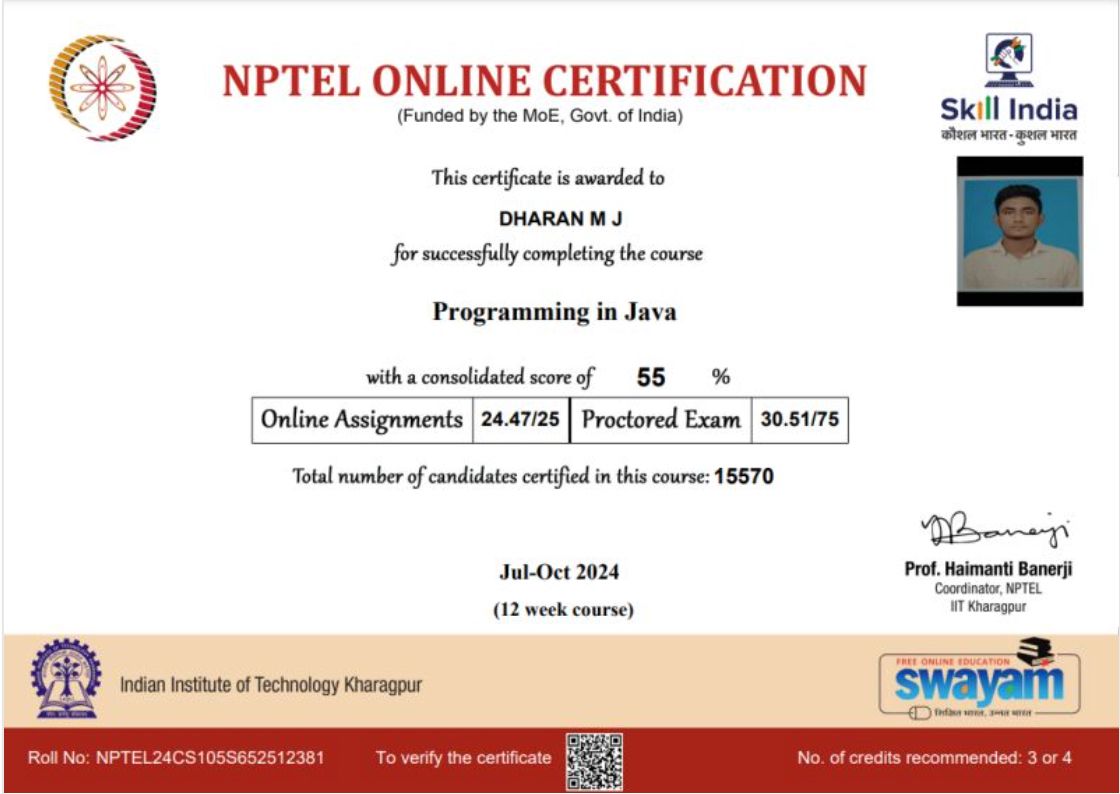 NPTEL ONLINE CERTIFICATION
(Funded by the MoE, Govt. of India)
Skill India
कौशल भारत - कुशल भारत
This certificate is awarded to
DHARAN M J
for successfully completing the course
Programming in Java
with a consolidated score of 55 %
Online Assignments 24.47/25 Proctored Exam 30.51/75
Total number of candidates certified in this course: 15570
Jul-Oct 2024
(12 week course)
Prof. Haimanti Banerji
Coordinator, NPTEL
IIT Kharagpur
Indian Institute of Technology Kharagpur
FREE ONLINE EDUCATION
swayam
शिक्षित भारत, उन्नत भारत
Roll No: NPTEL24CS105S652512381 To verify the certificate No. of credits recommended: 3 or 4